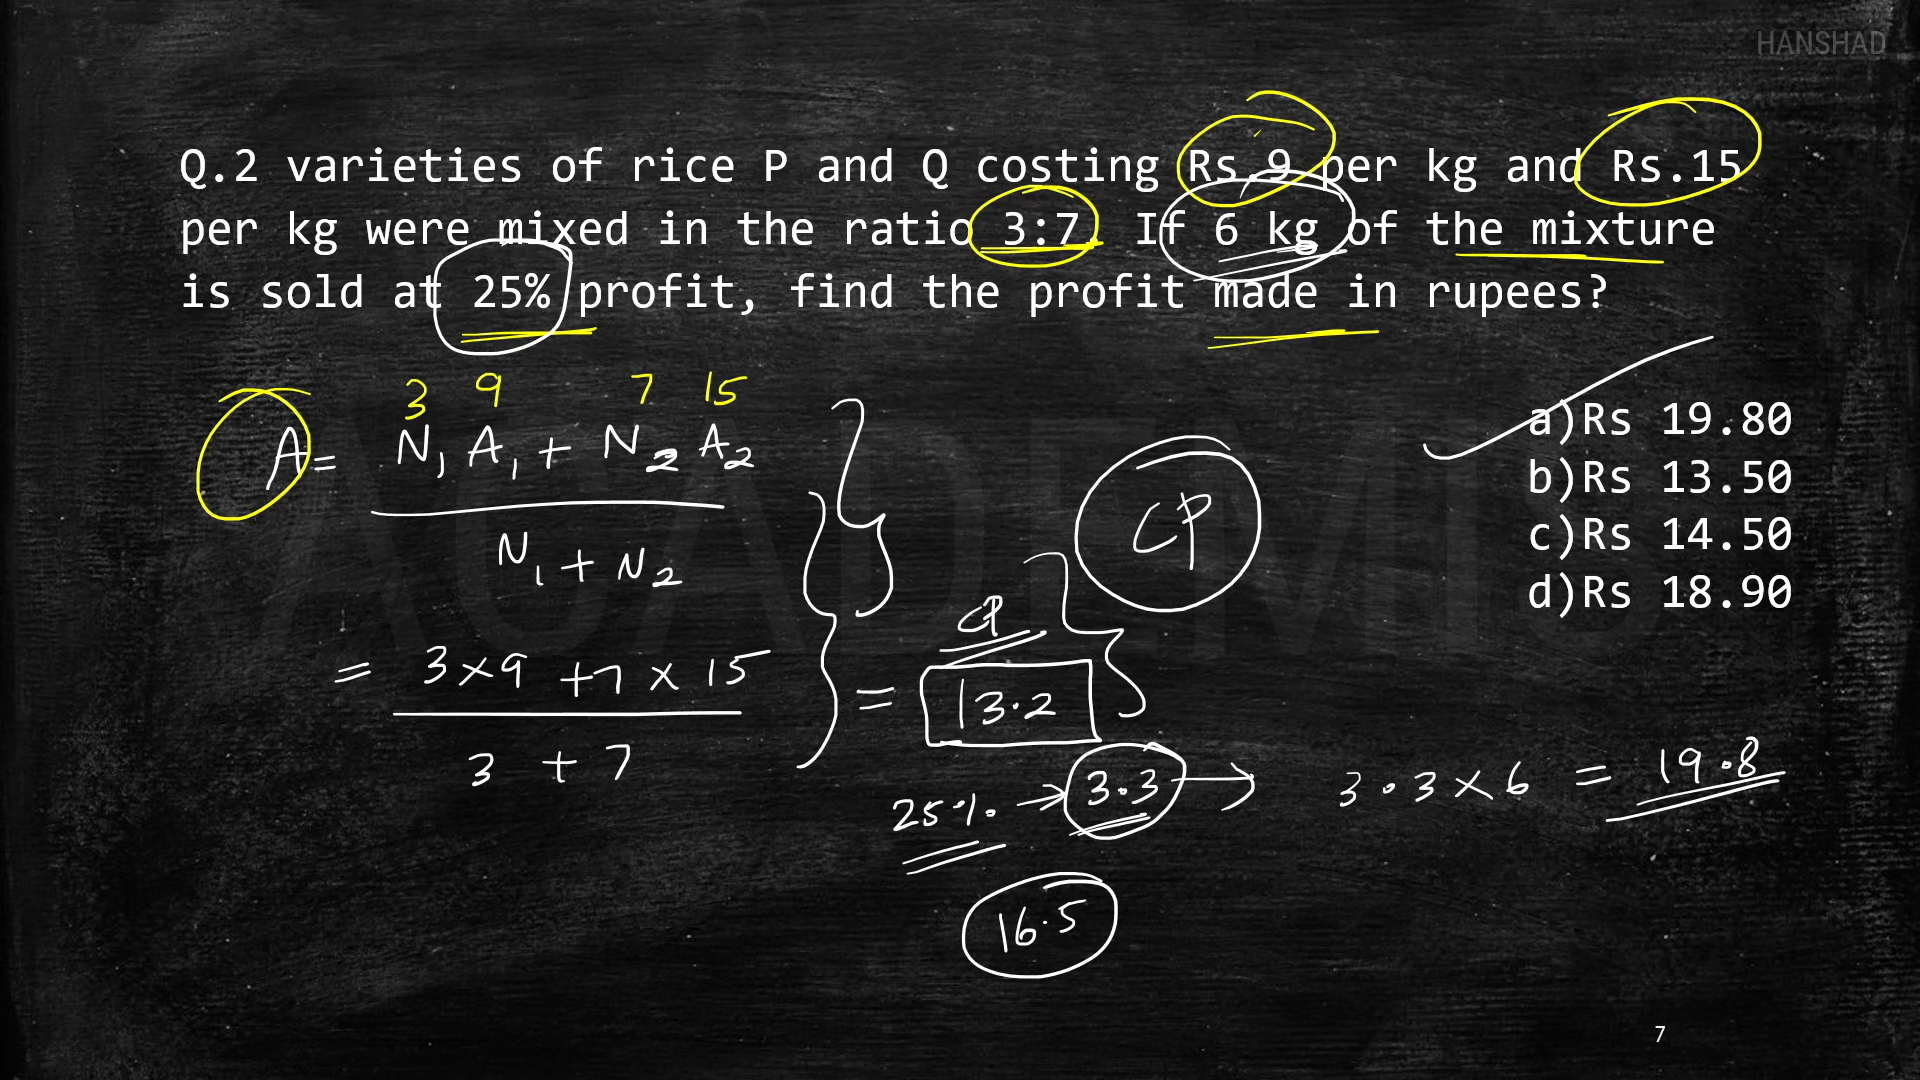 HANSHAD
Q.2 varieties of rice P and Q costing Rs.9 per kg and Rs.15
per kg were mixed in the ratio 3:7. If 6 kg of the mixture
is sold at 25% profit, find the profit made in rupees?
3 9 7 15
A = N₁ A₁ + N₂ A₂
N₁ + N₂
a)Rs 19.80
b)Rs 13.50
c)Rs 14.50
d)Rs 18.90
CP
= 3 × 9 + 7 × 15
3 + 7
CP
= 13.2
25% → 3.3 → 3.3 × 6 = 19.8
16.5
ACADEMIC
7